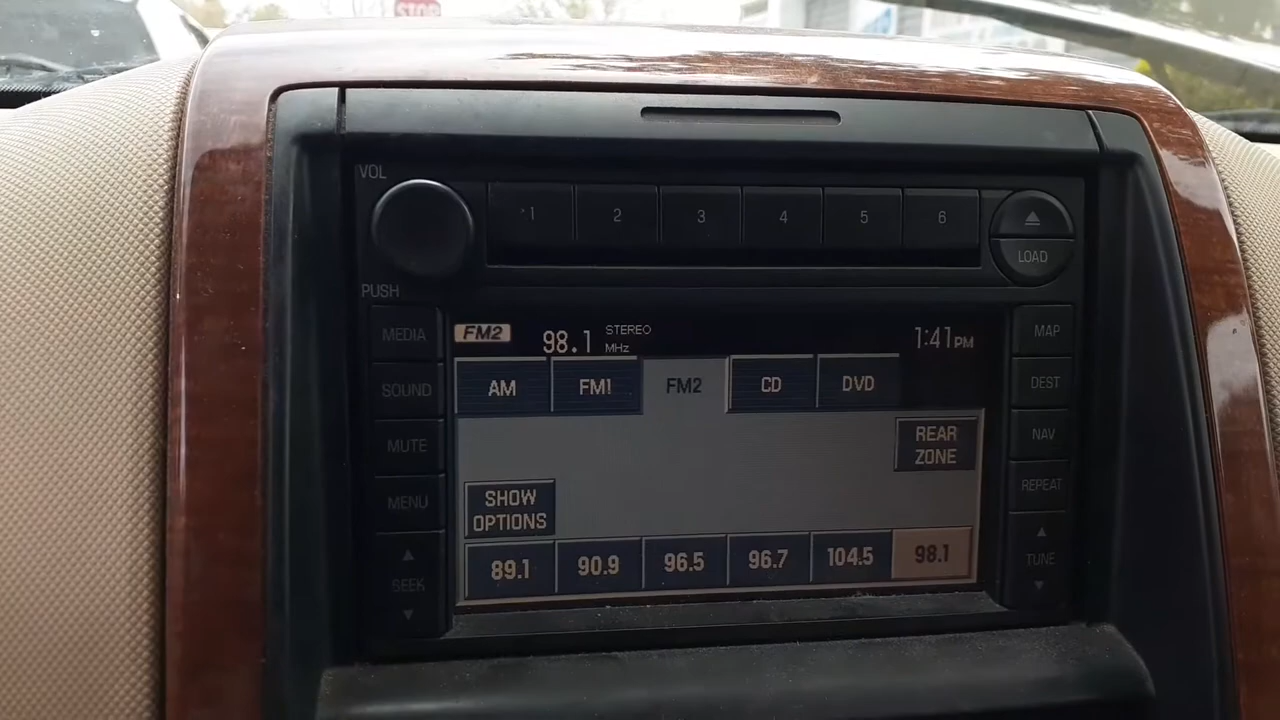 STOP
VOL
1 2 3 4 5 6
LOAD
PUSH
MEDIA
SOUND
MUTE
MENU
SEEK
FM2 98.1 STEREO MHz 1:41PM
AM FM1 FM2 CD DVD
REAR
ZONE
SHOW
OPTIONS
89.1 90.9 96.5 96.7 104.5 98.1
MAP
DEST
NAV
REPEAT
TUNE